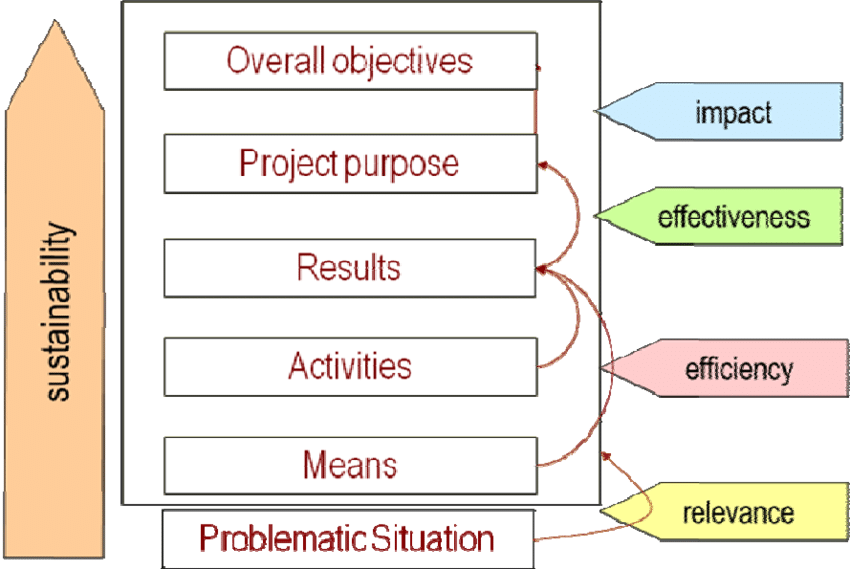 Overall objectives
impact
Project purpose
effectiveness
Results
sustainability
Activities
efficiency
Means
relevance
Problematic Situation